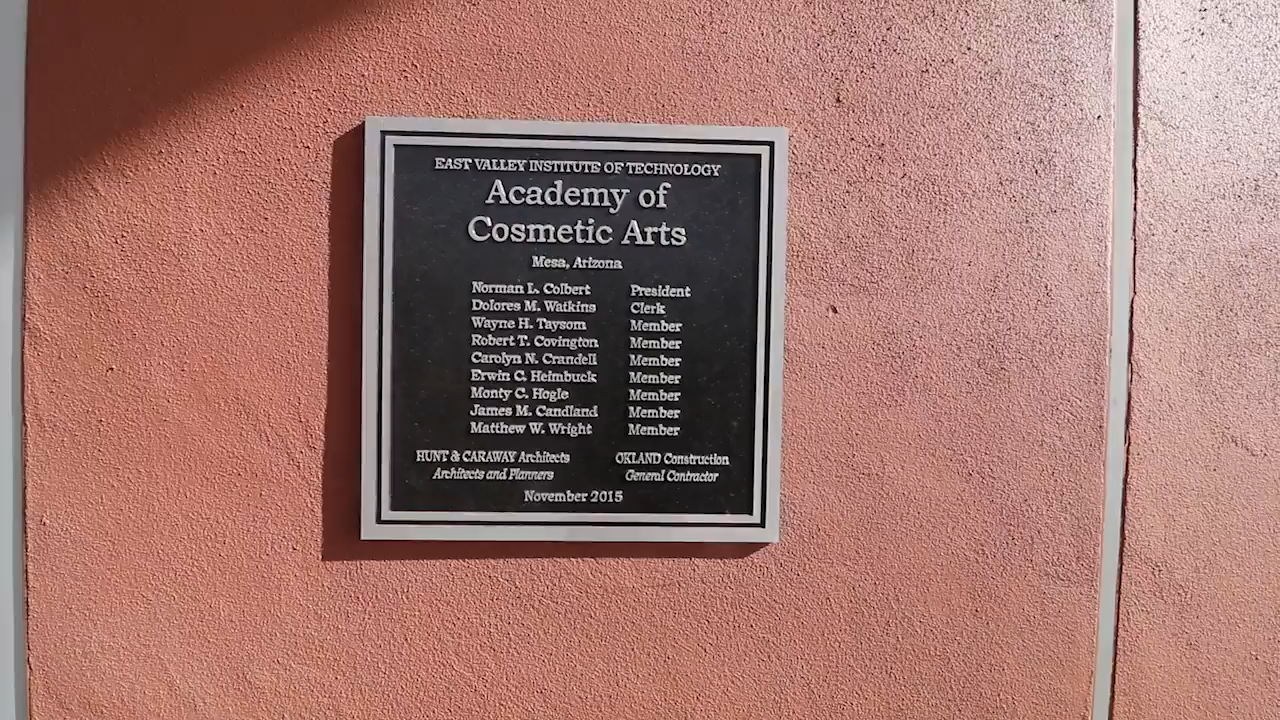 EAST VALLEY INSTITUTE OF TECHNOLOGY
Academy of
Cosmetic Arts
Mesa, Arizona
Norman L. Colbert President
Dolores M. Watkins Clerk
Wayne H. Taysom Member
Robert T. Covington Member
Carolyn N. Crandell Member
Erwin C. Heimbuck Member
Monty C. Hogle Member
James M. Candland Member
Matthew W. Wright Member
HUNT & CARAWAY Architects OKLAND Construction
Architects and Planners General Contractor
November 2015